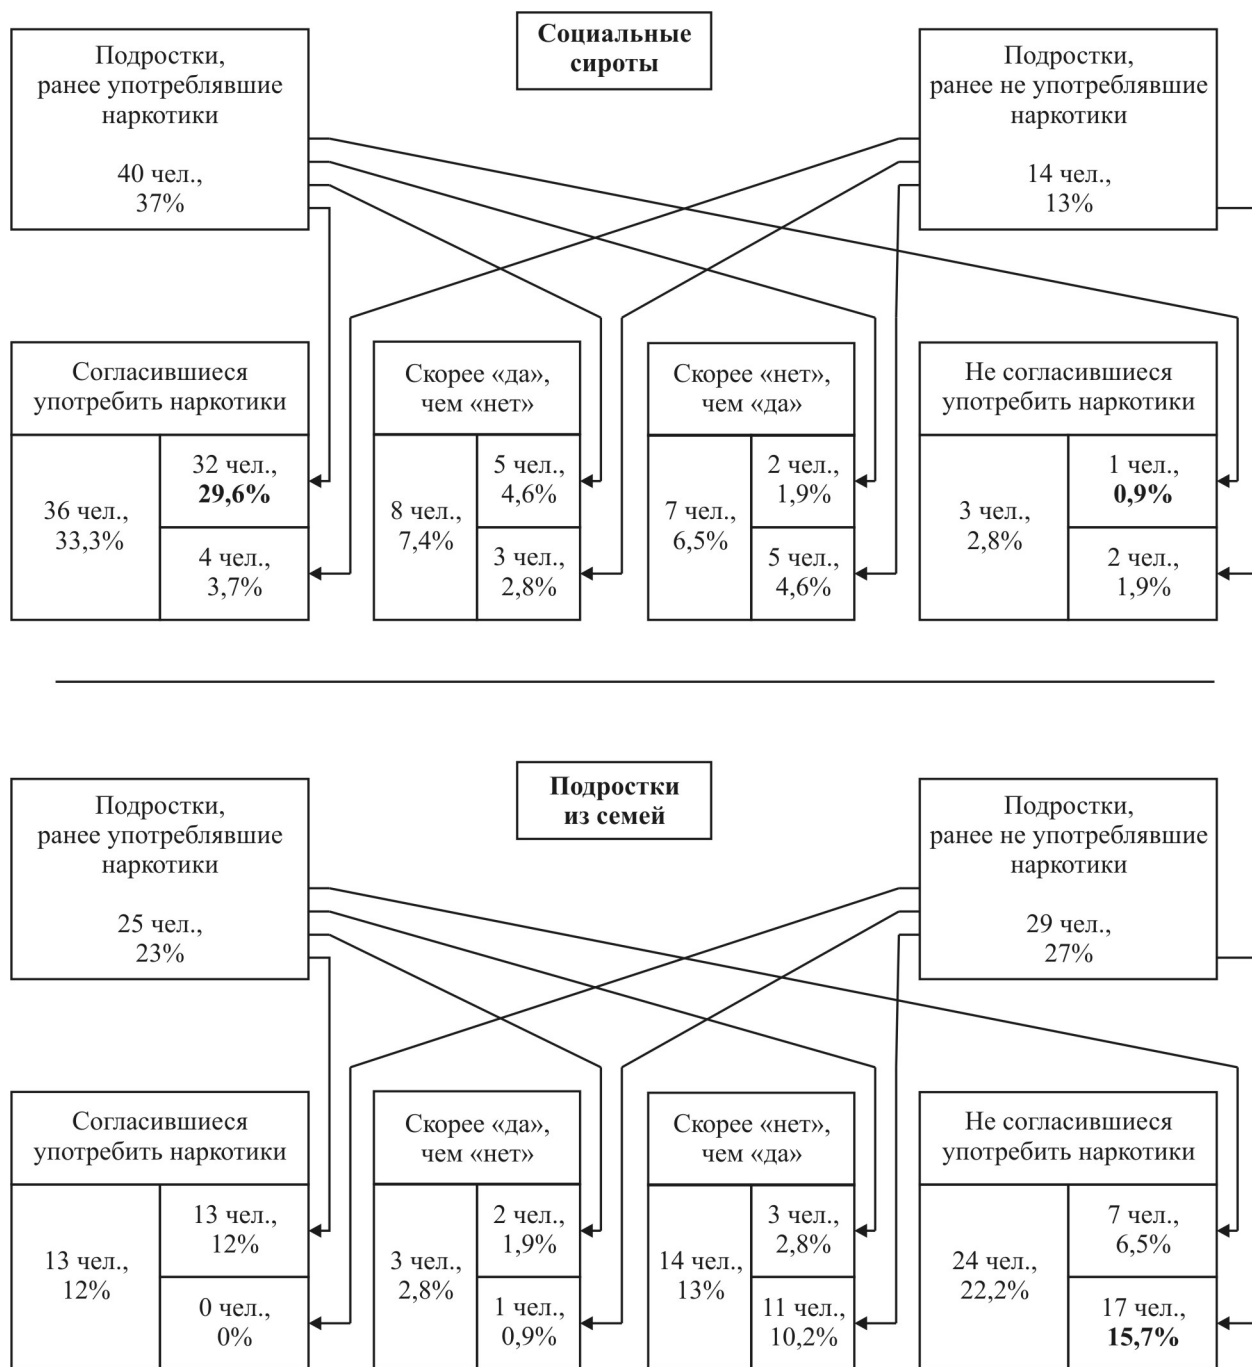 Социальные
сироты
Подростки,
ранее употреблявшие
наркотики
40 чел.,
37%
Подростки,
ранее не употреблявшие
наркотики
14 чел.,
13%
Согласившиеся
употребить наркотики
36 чел.,
33,3%
32 чел.,
29,6%
4 чел.,
3,7%
Скорее «да»,
чем «нет»
8 чел.,
7,4%
5 чел.,
4,6%
3 чел.,
2,8%
Скорее «нет»,
чем «да»
7 чел.,
6,5%
2 чел.,
1,9%
5 чел.,
4,6%
Не согласившиеся
употребить наркотики
3 чел.,
2,8%
1 чел.,
0,9%
2 чел.,
1,9%
Подростки
из семей
Подростки,
ранее употреблявшие
наркотики
25 чел.,
23%
Подростки,
ранее не употреблявшие
наркотики
29 чел.,
27%
Согласившиеся
употребить наркотики
13 чел.,
12%
13 чел.,
12%
0 чел.,
0%
Скорее «да»,
чем «нет»
3 чел.,
2,8%
2 чел.,
1,9%
1 чел.,
0,9%
Скорее «нет»,
чем «да»
14 чел.,
13%
3 чел.,
2,8%
11 чел.,
10,2%
Не согласившиеся
употребить наркотики
24 чел.,
22,2%
7 чел.,
6,5%
17 чел.,
15,7%